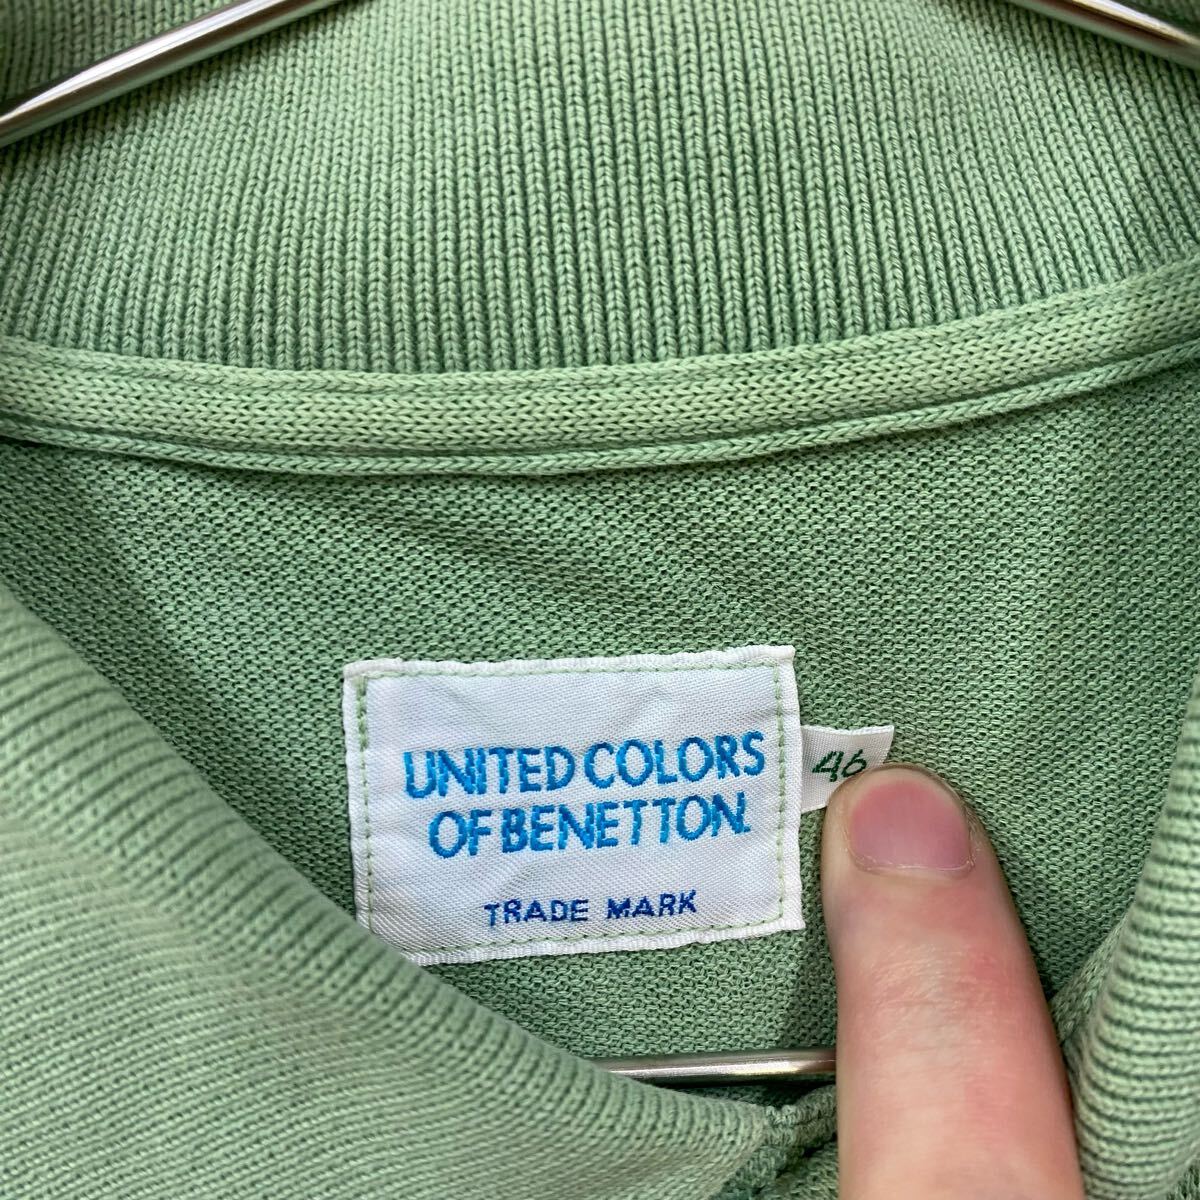 UNITED COLORS
OF BENETTON.
TRADE MARK
46